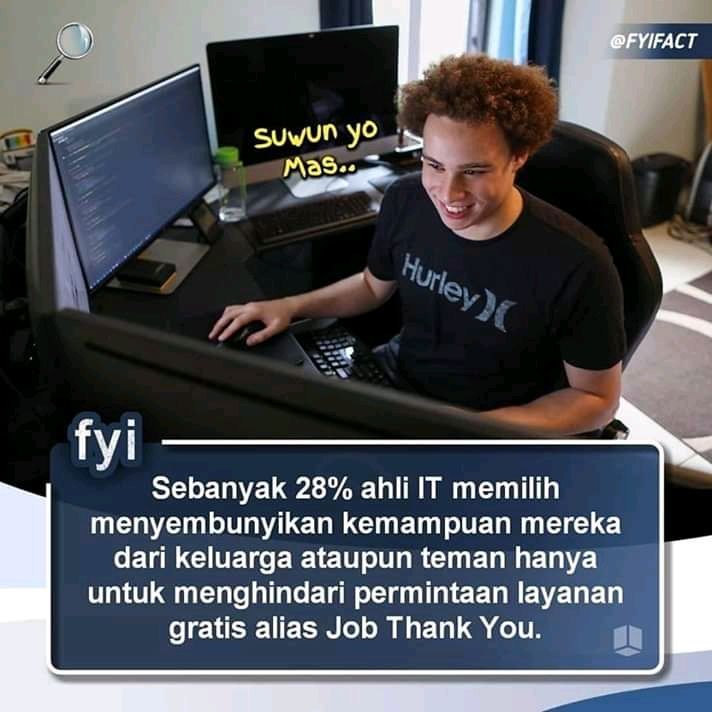 @FYIFACT
Suwun yo
Mas..
Hurley
fyi
Sebanyak 28% ahli IT memilih
menyembunyikan kemampuan mereka
dari keluarga ataupun teman hanya
untuk menghindari permintaan layanan
gratis alias Job Thank You.